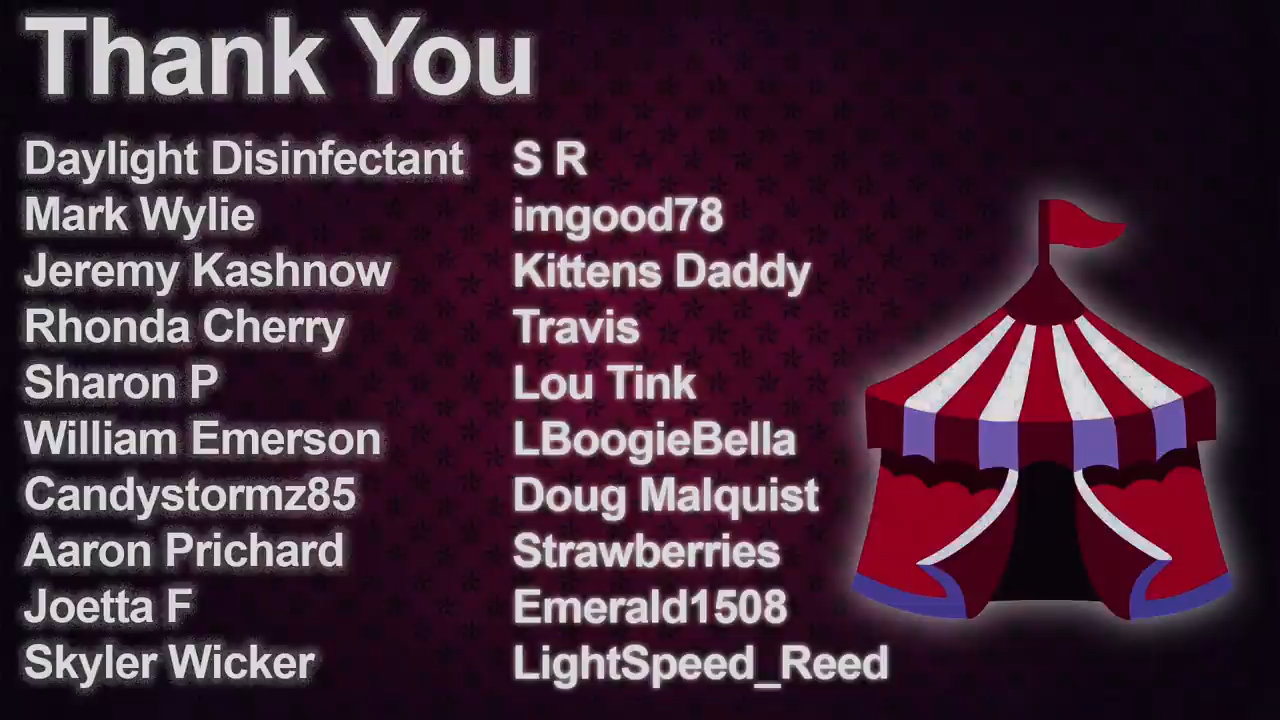 Thank You
Daylight Disinfectant
Mark Wylie
Jeremy Kashnow
Rhonda Cherry
Sharon P
William Emerson
Candystormz85
Aaron Prichard
Joetta F
Skyler Wicker
S R
imgood78
Kittens Daddy
Travis
Lou Tink
LBoogieBella
Doug Malquist
Strawberries
Emerald1508
LightSpeed_Reed